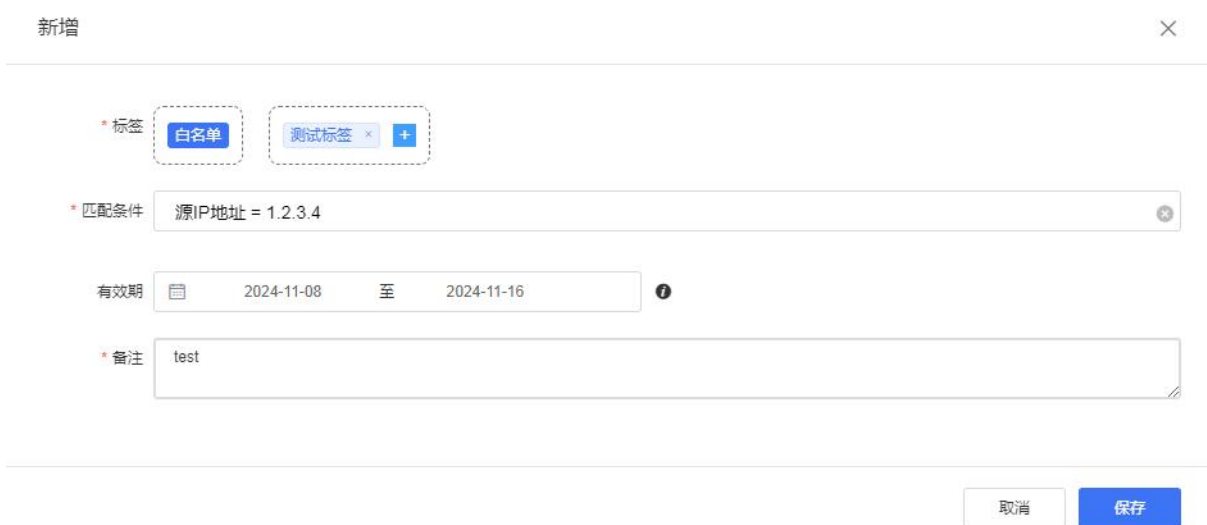 新增
* 标签 白名单 测试标签 × +
* 匹配条件 源IP地址 = 1.2.3.4
有效期 2024-11-08 至 2024-11-16
* 备注 test
取消 保存